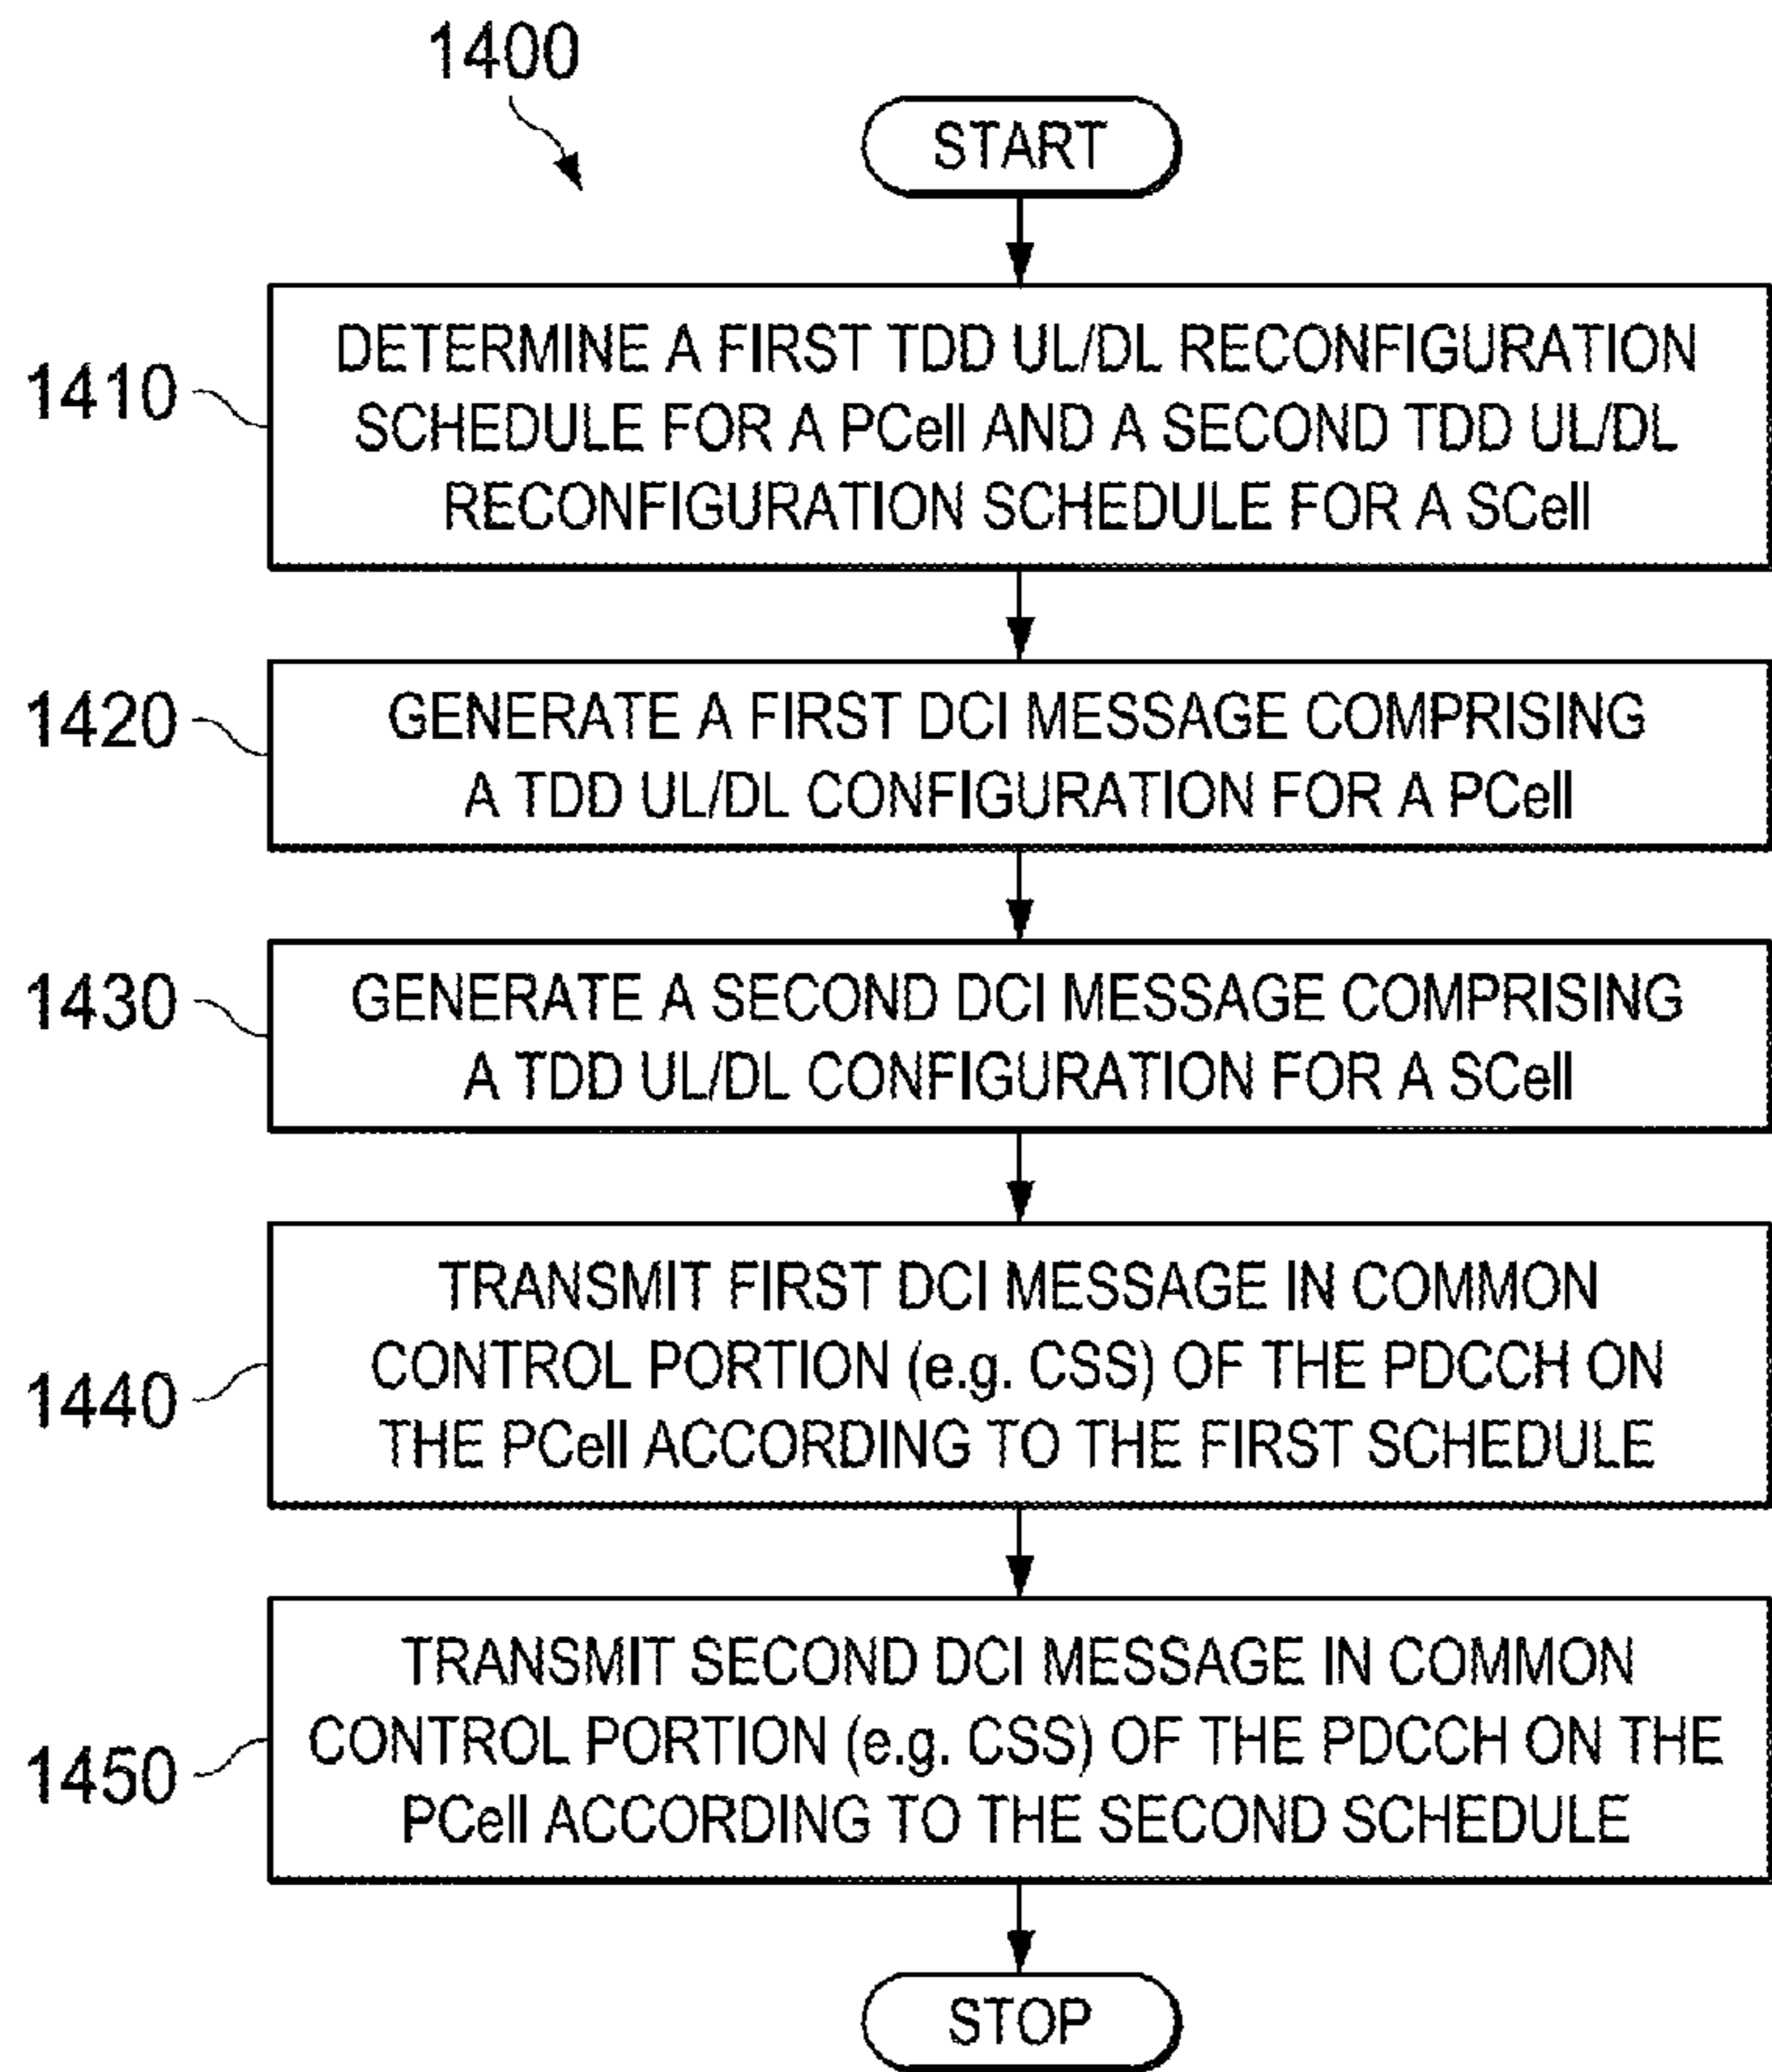 1400
START
1410
DETERMINE A FIRST TDD UL/DL RECONFIGURATION
SCHEDULE FOR A PCell AND A SECOND TDD UL/DL
RECONFIGURATION SCHEDULE FOR A SCell
1420
GENERATE A FIRST DCI MESSAGE COMPRISING
A TDD UL/DL CONFIGURATION FOR A PCell
1430
GENERATE A SECOND DCI MESSAGE COMPRISING
A TDD UL/DL CONFIGURATION FOR A SCell
1440
TRANSMIT FIRST DCI MESSAGE IN COMMON
CONTROL PORTION (e.g. CSS) OF THE PDCCH ON
THE PCell ACCORDING TO THE FIRST SCHEDULE
1450
TRANSMIT SECOND DCI MESSAGE IN COMMON
CONTROL PORTION (e.g. CSS) OF THE PDCCH ON THE
PCell ACCORDING TO THE SECOND SCHEDULE
STOP